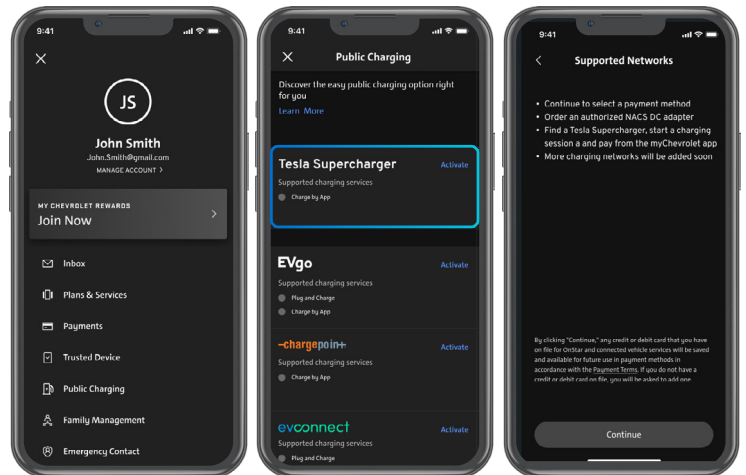 9:41
JS
John Smith
John.Smith@gmail.com
MANAGE ACCOUNT >
MY CHEVROLET REWARDS
Join Now
Inbox
Plans & Services
Payments
Trusted Device
Public Charging
Family Management
Emergency Contact
9:41
Public Charging
Discover the easy public charging option right
for you
Learn More
Tesla Supercharger Activate
Supported charging services
Charge by App
EVgo Activate
Supported charging services
Plug and Charge
Charge by App
-chargepoin+ Activate
Supported charging services
Charge by App
evconnect Activate
Supported charging services
Plug and Charge
9:41
Supported Networks
• Continue to select a payment method
• Order an authorized NACS DC adapter
• Find a Tesla Supercharger, start a charging
session a and pay from the myChevrolet app
• More charging networks will be added soon
By clicking "Continue," any credit or debit card that you have
on file for OnStar and connected vehicle services will be saved
and available for future use in payment methods in
accordance with the Payment Terms. If you do not have a
credit or debit card on file, you will be asked to add one.
Continue